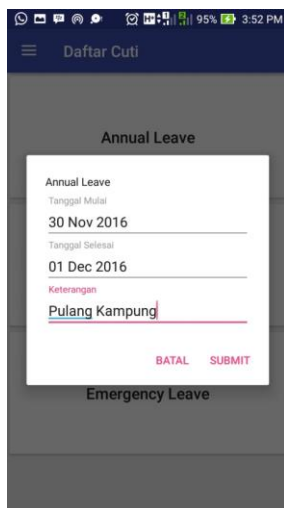 95% 3:52 PM
Daftar Cuti
Annual Leave
Annual Leave
Tanggal Mulai
30 Nov 2016
Tanggal Selesai
01 Dec 2016
Keterangan
Pulang Kampung
BATAL SUBMIT
Emergency Leave